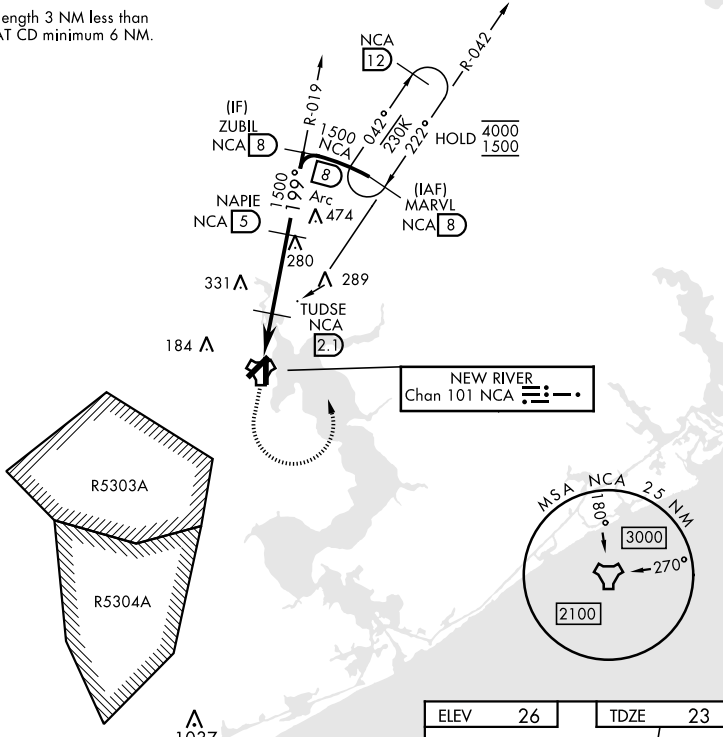 ength 3 NM less than
AT CD minimum 6 NM.
NCA
12
R-042
R-019
(IF)
ZUBIL
NCA 8
1500
NCA
8
Arc
042°
230K
222°
HOLD 4000
1500
(IAF)
MARVL
NCA 8
1500
199°
NAPIE
NCA 5
474
280
331
289
TUDSE
NCA
2.1
184
NEW RIVER
Chan 101 NCA
R5303A
R5304A
MSA NCA 25 NM
180°
3000
270°
2100
ELEV 26
TDZE 23
1037